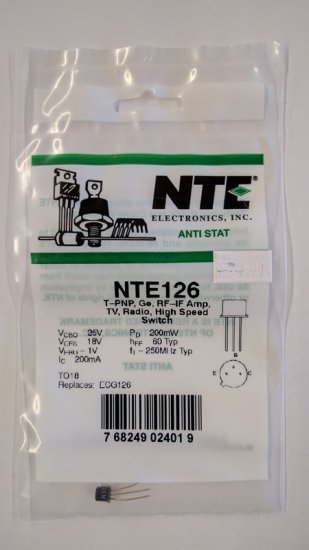 NTE
ELECTRONICS, INC.
ANTI STAT
NTE126
T-PNP, Ge, RF-IF Amp,
TV, Radio, High Speed
Switch
VCBO 25V PD 200mW
VCES 18V hFE 60 Typ
VEBO 1V fT 250MHz Typ
IC 200mA
TO18
Replaces: ECG126
B
E C
7 68249 02401 9